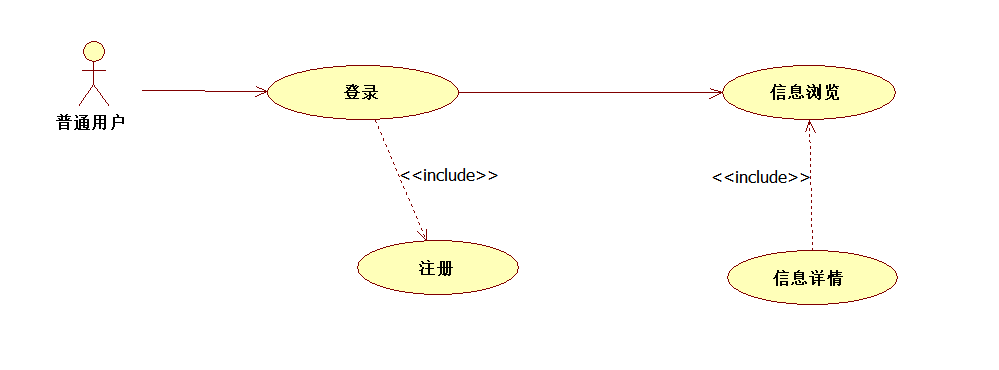 普通用户
登录
信息浏览
<<include>>
<<include>>
注册
信息详情